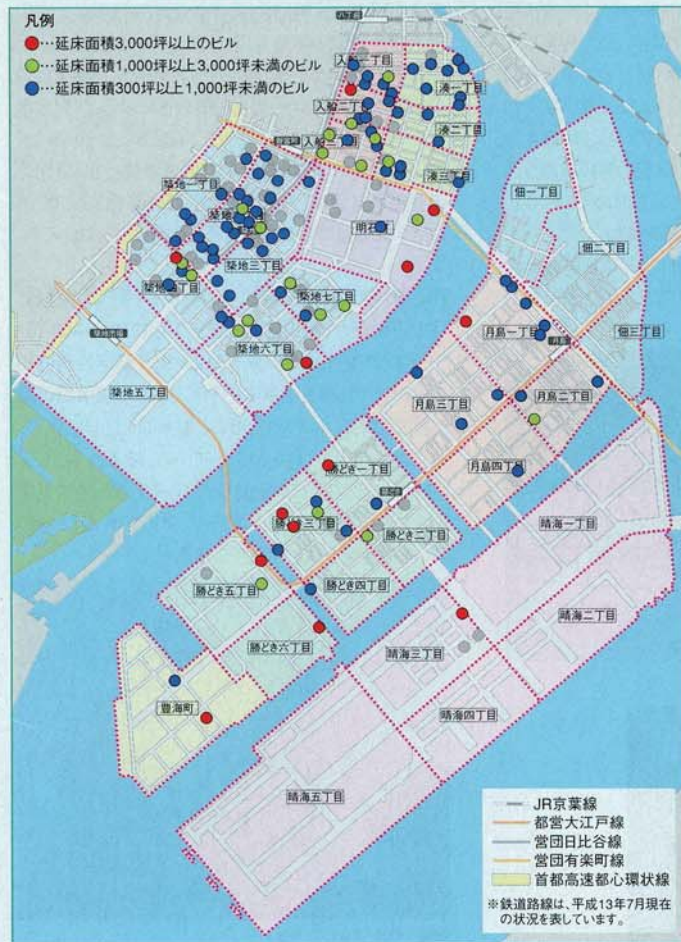 凡例
…延床面積3,000坪以上のビル
…延床面積1,000坪以上3,000坪未満のビル
…延床面積300坪以上1,000坪未満のビル
八丁堀
入船一丁目
湊一丁目
入船二丁目
湊二丁目
入船三丁目
湊三丁目
築地一丁目
明石町
築地三丁目
築地四丁目
築地七丁目
築地六丁目
築地五丁目
築地市場
佃一丁目
佃二丁目
佃三丁目
月島一丁目
月島
月島二丁目
月島三丁目
月島四丁目
勝どき一丁目
勝どき
勝どき三丁目
勝どき二丁目
勝どき四丁目
勝どき五丁目
勝どき六丁目
晴海一丁目
晴海二丁目
晴海三丁目
晴海四丁目
晴海五丁目
豊海町
JR京葉線
都営大江戸線
営団日比谷線
営団有楽町線
首都高速都心環状線
※鉄道路線は、平成13年7月現在
の状況を表しています。